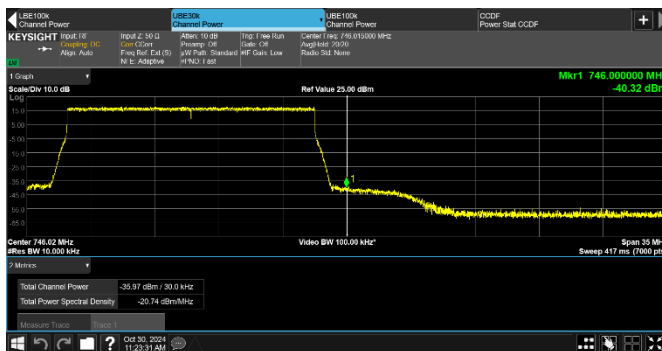 LBE100k
Channel Power
UBE30k
Channel Power
UBE100k
Channel Power
CCDF
Power Stat CCDF
KEYSIGHT
Input: RF
Coupling: DC
Align: Auto
Input Z: 50 Ω
Corr CCorr
Freq Ref: Ext (S)
NFE: Adaptive
Atten: 10 dB
Preamp: Off
µW Path: Standard
#PNO: Fast
Trig: Free Run
Gate: Off
#IF Gain: Low
Center Freq: 746.015000 MHz
Avg|Hold: 20/20
Radio Std: None
1 Graph
Scale/Div 10.0 dB
Ref Value 25.00 dBm
Mkr1 746.000000 MH
-40.32 dBr
Log
15.0
5.00
-5.00
-15.0
-25.0
-35.0
-45.0
-55.0
-65.0
1
Center 746.02 MHz
#Res BW 10.000 kHz
Video BW 100.00 kHz*
Span 35 MH
Sweep 417 ms (7000 pts
2 Metrics
Total Channel Power
-35.97 dBm / 30.0 kHz
Total Power Spectral Density
-20.74 dBm/MHz
Measure Trace
Trace 1
Oct 30, 2024
11:23:31 AM